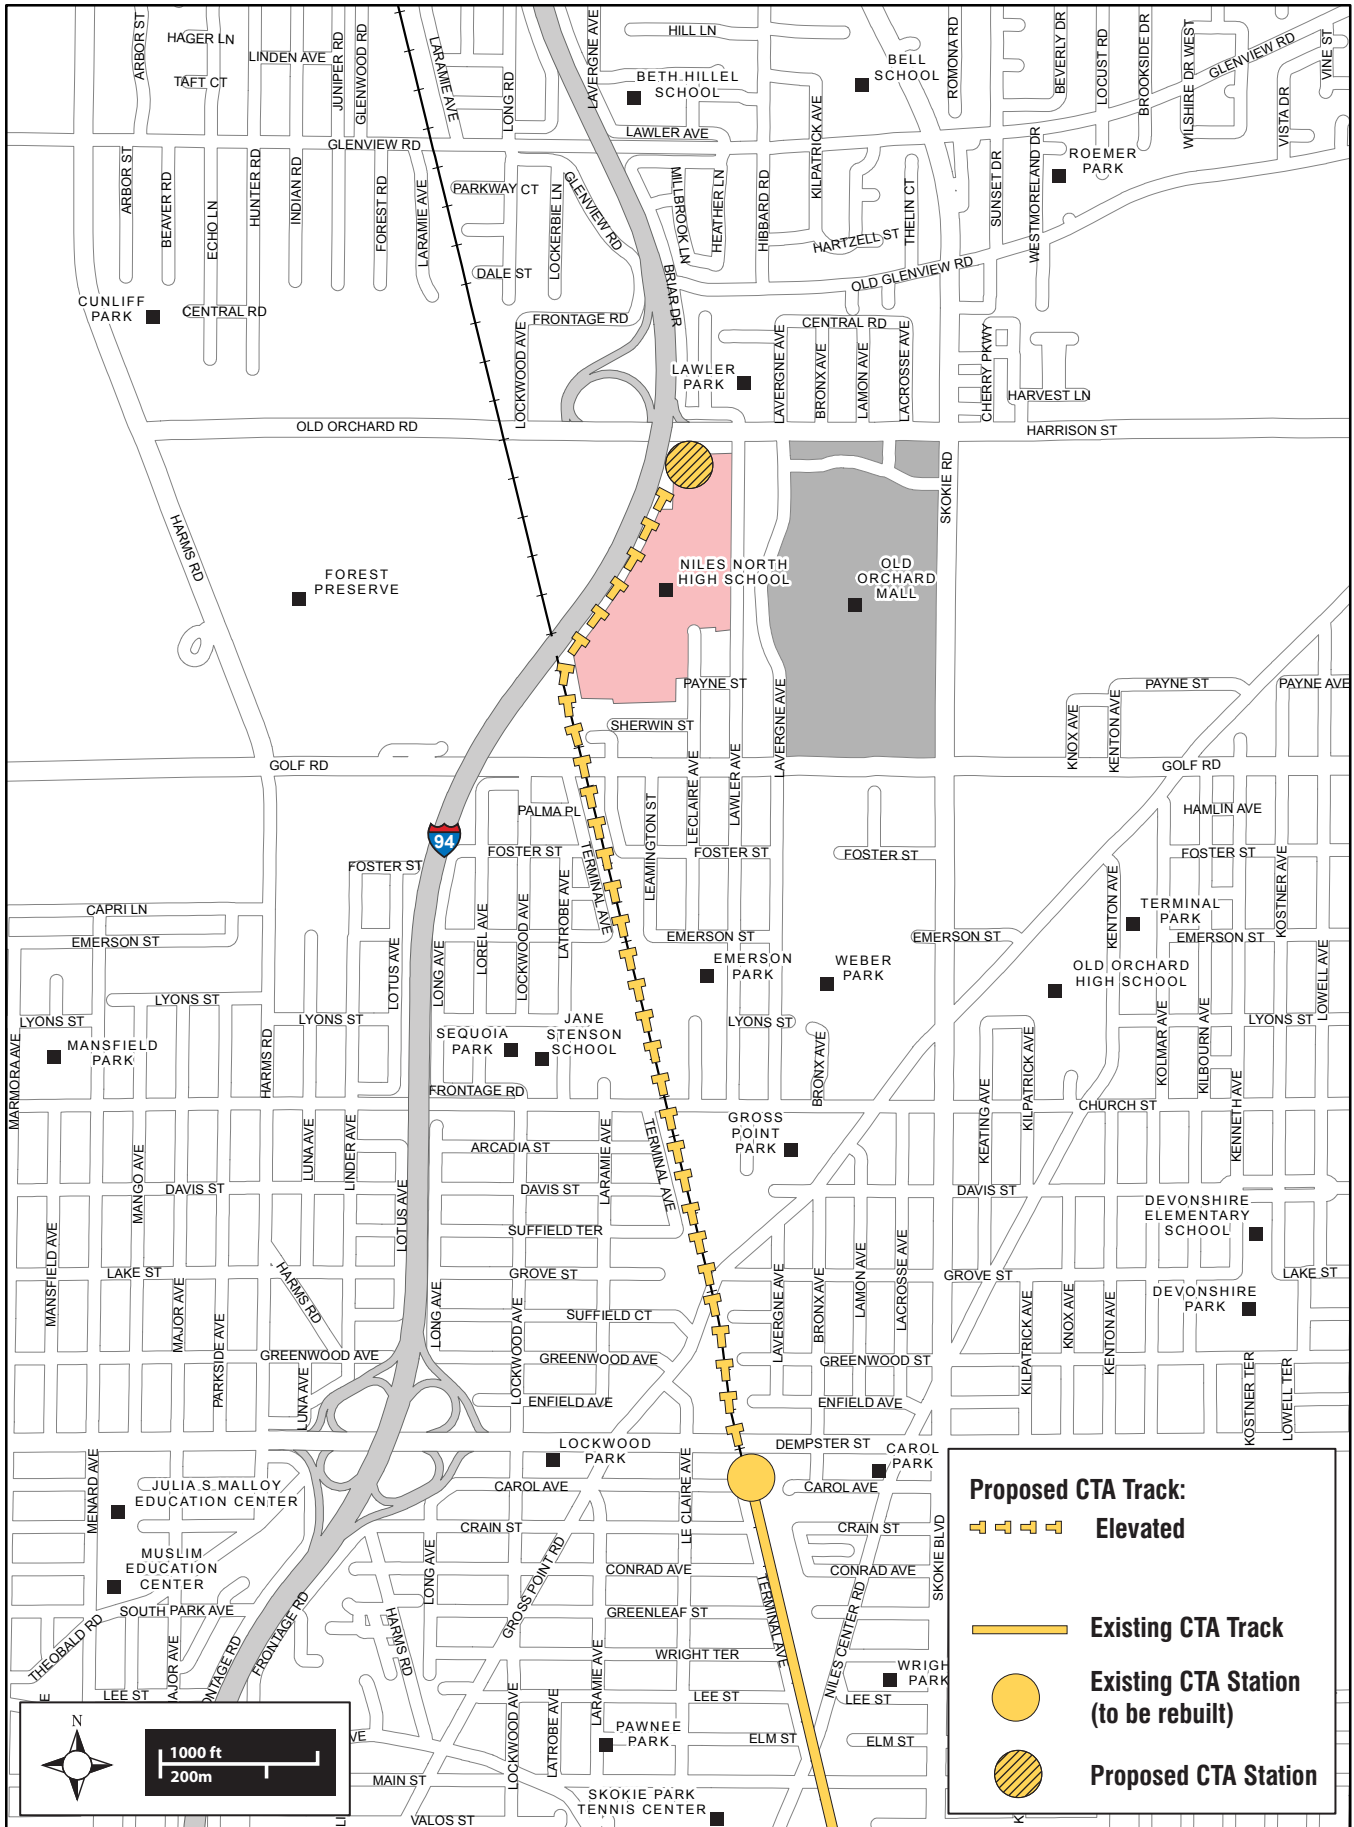 ARBOR ST
HAGER LN
TAFT CT
LINDEN AVE
JUNIPER RD
GLENWOOD RD
LARAMIE AVE
LONG RD
LAVERGNE AVE
HILL LN
BETH HILLEL
SCHOOL
BELL
SCHOOL
ROMONA RD
BEVERLY DR
LOCUST RD
BROOKSIDE DR
WILSHIRE DR WEST
GLENVIEW RD
VINE ST
VISTA DR
KILPATRICK AVE
LAWLER AVE
GLENVIEW RD
ROEMER
PARK
ARBOR ST
BEAVER RD
ECHO LN
HUNTER RD
INDIAN RD
FOREST RD
LARAMIE AVE
PARKWAY CT
LOCKERBIE LN
GLENVIEW RD
MILLBROOK LN
HEATHER LN
HIBBARD RD
HARTZELL ST
THELIN CT
SUNSET DR
WESTMORELAND DR
DALE ST
BRIAR DR
OLD GLENVIEW RD
CUNLIFF
PARK
CENTRAL RD
LOCKWOOD AVE
FRONTAGE RD
CENTRAL RD
LAVERGNE AVE
BRONX AVE
LAMON AVE
LACROSSE AVE
CHERRY PKWY
LAWLER
PARK
HARVEST LN
OLD ORCHARD RD
HARRISON ST
SKOKIE RD
HARMS RD
FOREST
PRESERVE
NILES NORTH
HIGH SCHOOL
OLD
ORCHARD
MALL
PAYNE ST
LAVERGNE AVE
PAYNE ST
PAYNE AVE
SHERWIN ST
KNOX AVE
KENTON AVE
GOLF RD
GOLF RD
LECLAIRE AVE
LAWLER AVE
PALMA PL
LEAMINGTON ST
HAMLIN AVE
94
FOSTER ST
FOSTER ST
TERMINAL AVE
FOSTER ST
FOSTER ST
FOSTER ST
KOSTNER AVE
KENTON AVE
CAPRI LN
EMERSON ST
LOTUS AVE
LONG AVE
LOREL AVE
LOCKWOOD AVE
LATROBE AVE
EMERSON ST
EMERSON ST
TERMINAL
PARK
EMERSON ST
EMERSON
PARK
WEBER
PARK
OLD ORCHARD
HIGH SCHOOL
LOWELL AVE
LYONS ST
LYONS ST
LYONS ST
JANE
STENSON
SCHOOL
SEQUOIA
PARK
LYONS ST
LYONS ST
MARMORA AVE
MANSFIELD
PARK
HARMS RD
BRONX AVE
KILPATRICK AVE
KOLMAR AVE
KILBOURN AVE
FRONTAGE RD
KEATING AVE
CHURCH ST
KENNETH AVE
GROSS
POINT
PARK
MANGO AVE
LUNA AVE
LINDER AVE
ARCADIA ST
LARAMIE AVE
TERMINAL AVE
DAVIS ST
LOTUS AVE
DAVIS ST
DAVIS ST
DEVONSHIRE
ELEMENTARY
SCHOOL
MANSFIELD AVE
SUFFIELD TER
LAKE ST
HARMS RD
GROVE ST
LAVERGNE AVE
BRONX AVE
LAMON AVE
LACROSSE AVE
GROVE ST
LAKE ST
MAJOR AVE
PARKSIDE AVE
LONG AVE
LOCKWOOD AVE
SUFFIELD CT
KILPATRICK AVE
KNOX AVE
KENTON AVE
DEVONSHIRE
PARK
GREENWOOD AVE
GREENWOOD AVE
GREENWOOD ST
LUNA AVE
ENFIELD AVE
ENFIELD AVE
KOSTNER TER
LOWELL TER
LOCKWOOD
PARK
DEMPSTER ST
CAROL
PARK
MENARD AVE
JULIA S MALLOY
EDUCATION CENTER
CAROL AVE
LE CLAIRE AVE
CAROL AVE
CRAIN ST
CRAIN ST
SKOKIE BLVD
MUSLIM
EDUCATION
CENTER
LONG AVE
GROSS POINT RD
CONRAD AVE
TERMINAL AVE
CONRAD AVE
SOUTH PARK AVE
THEOBALD RD
FRONTAGE RD
HARMS RD
GREENLEAF ST
NILES CENTER RD
WRIGHT TER
LARAMIE AVE
WRIGH
PARK
LEE ST
AJOR AVE
ONTAGE RD
LOCKWOOD AVE
LATROBE AVE
LEE ST
LEE ST
PAWNEE
PARK
ELM ST
ELM ST
VE
MAIN ST
SKOKIE PARK
TENNIS CENTER
VALOS ST
N
1000 ft
200m
Proposed CTA Track:
Elevated
Existing CTA Track
Existing CTA Station
(to be rebuilt)
Proposed CTA Station